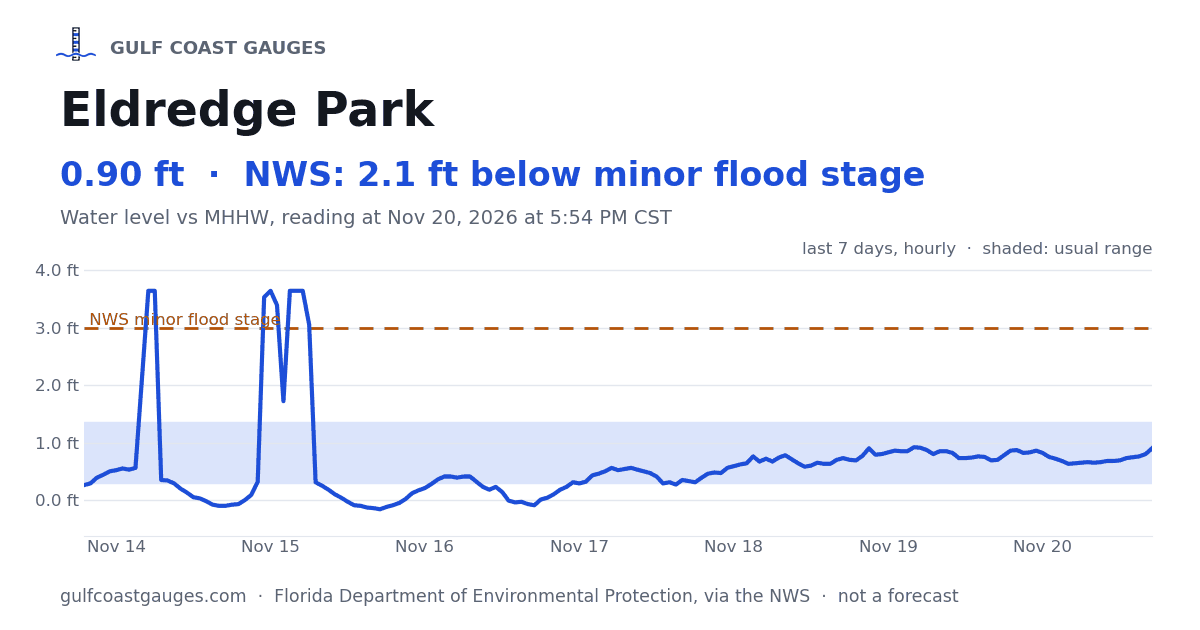 GULF COAST GAUGES
Eldredge Park
0.90 ft · NWS: 2.1 ft below minor flood stage
Water level vs MHHW, reading at Nov 20, 2026 at 5:54 PM CST
last 7 days, hourly · shaded: usual range
4.0 ft
NWS minor flood stage
3.0 ft
2.0 ft
1.0 ft
0.0 ft
Nov 14 Nov 15 Nov 16 Nov 17 Nov 18 Nov 19 Nov 20
gulfcoastgauges.com · Florida Department of Environmental Protection, via the NWS · not a forecast